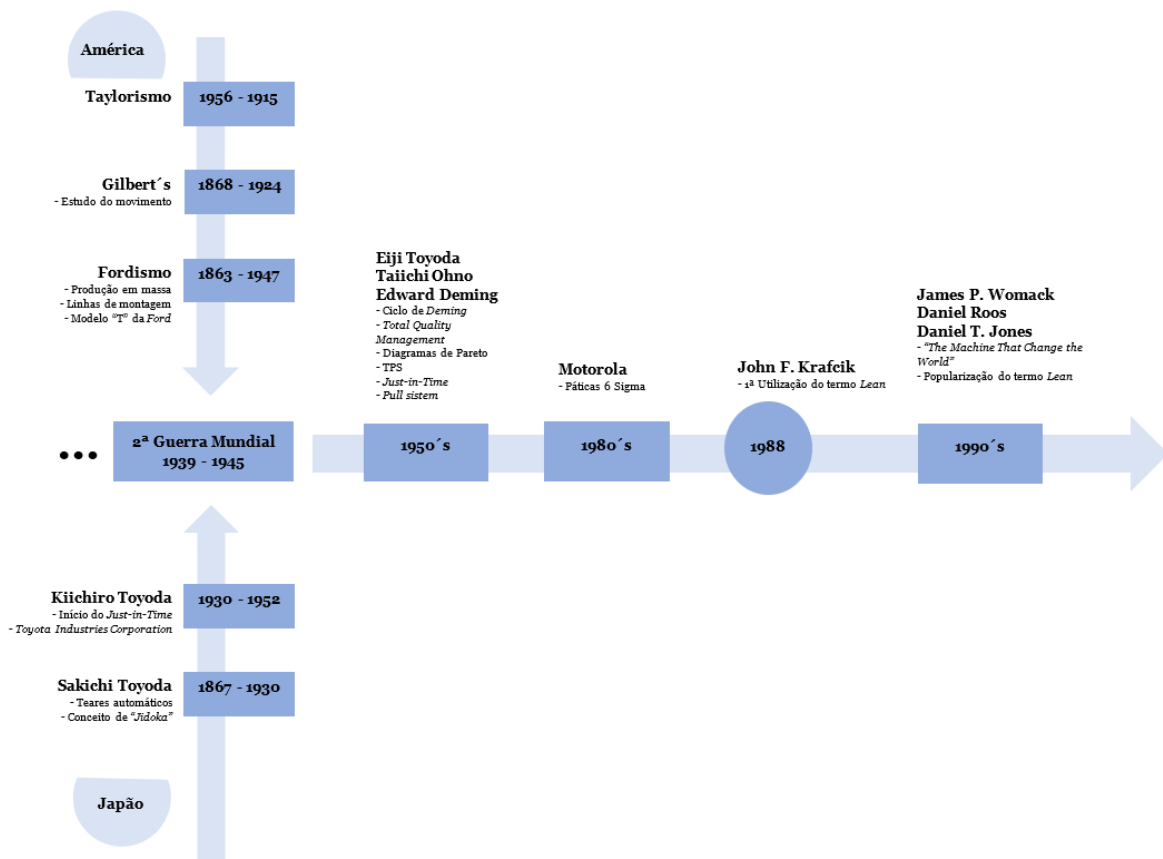 América
Taylorismo
1956 - 1915
Gilbert´s
- Estudo do movimento
1868 - 1924
Fordismo
- Produção em massa
- Linhas de montagem
- Modelo “T” da Ford
1863 - 1947
2ª Guerra Mundial
1939 - 1945
...
Kiichiro Toyoda
- Início do Just-in-Time
- Toyota Industries Corporation
1930 - 1952
Sakichi Toyoda
- Teares automáticos
- Conceito de “Jidoka”
1867 - 1930
Japão
Eiji Toyoda
Taiichi Ohno
Edward Deming
- Ciclo de Deming
- Total Quality
Management
- Diagramas de Pareto
- TPS
- Just-in-Time
- Pull sistem
1950´s
Motorola
- Páticas 6 Sigma
1980´s
John F. Krafcik
- 1ª Utilização do termo Lean
1988
James P. Womack
Daniel Roos
Daniel T. Jones
- “The Machine That Change the
World”
- Popularização do termo Lean
1990´s